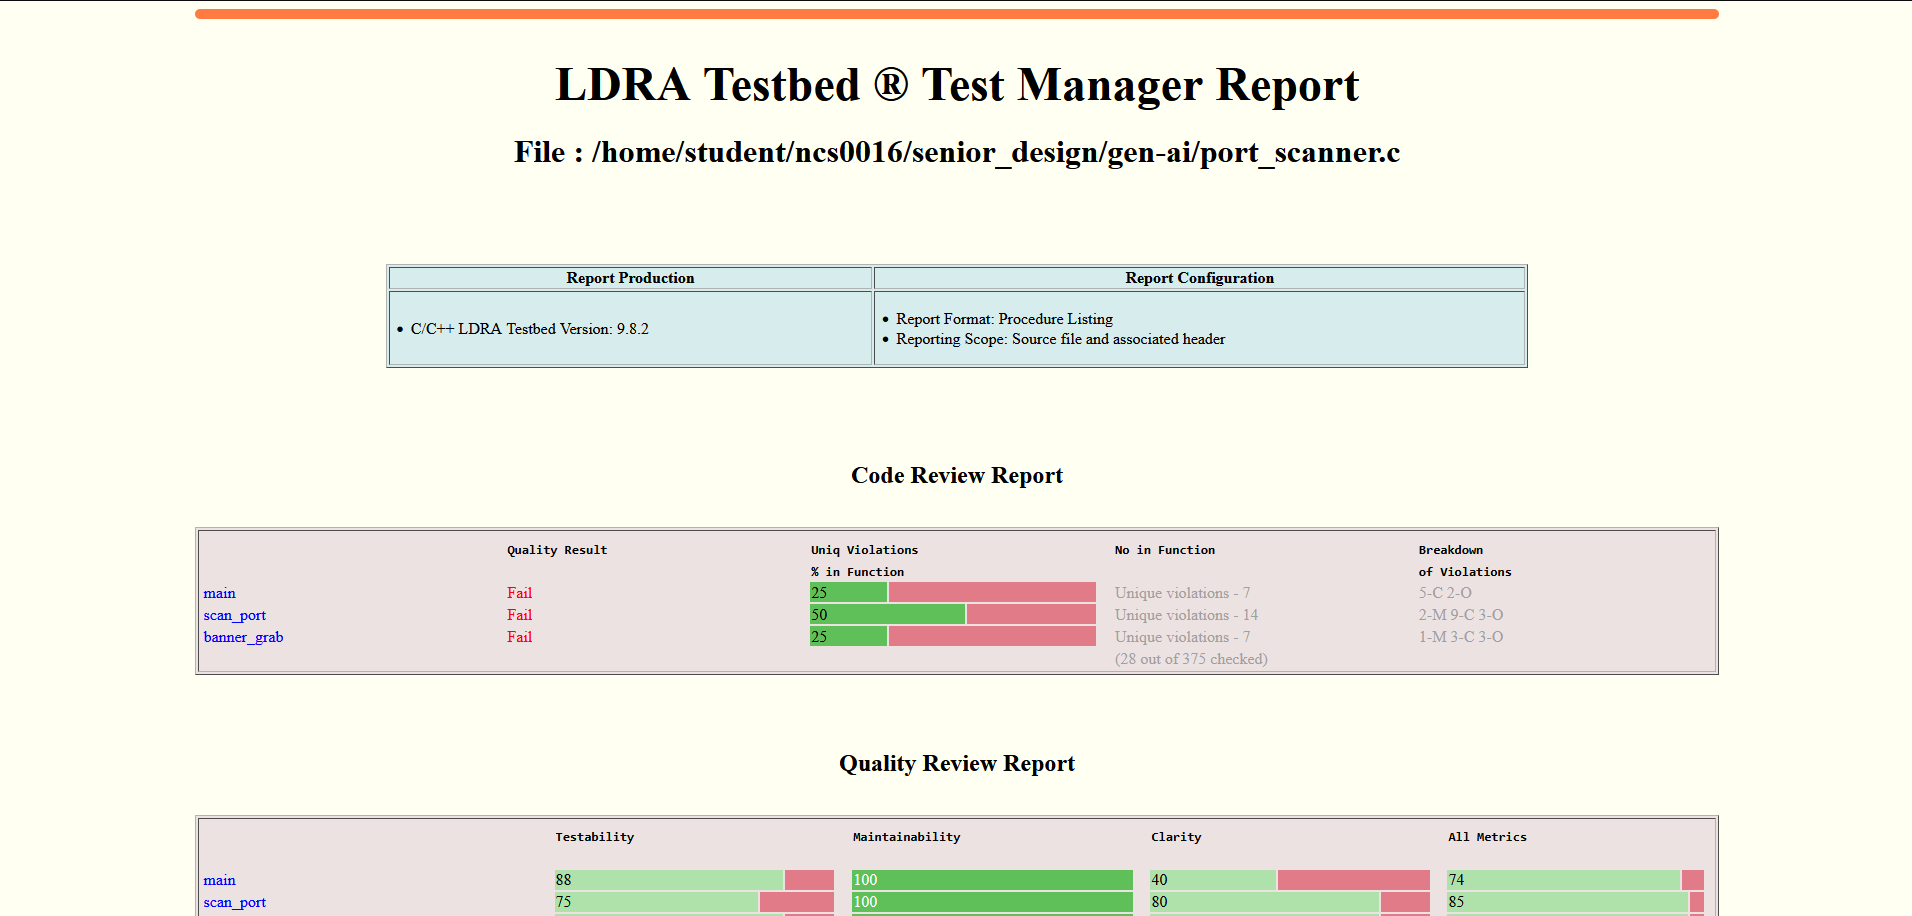 LDRA Testbed ® Test Manager Report
File : /home/student/ncs0016/senior_design/gen-ai/port_scanner.c
Report Production Report Configuration
• C/C++ LDRA Testbed Version: 9.8.2
• Report Format: Procedure Listing
• Reporting Scope: Source file and associated header
Code Review Report
Quality Result Uniq Violations No in Function Breakdown
% in Function of Violations
main Fail 25 Unique violations - 7 5-C 2-O
scan_port Fail 50 Unique violations - 14 2-M 9-C 3-O
banner_grab Fail 25 Unique violations - 7 1-M 3-C 3-O
(28 out of 375 checked)
Quality Review Report
Testability Maintainability Clarity All Metrics
main 88 100 40 74
scan_port 75 100 80 85